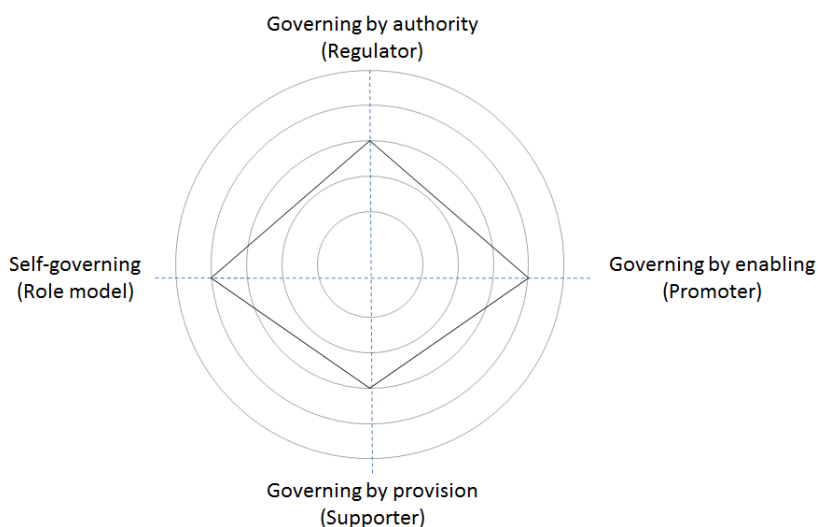 Governing by authority
(Regulator)
Self-governing
(Role model)
Governing by enabling
(Promoter)
Governing by provision
(Supporter)